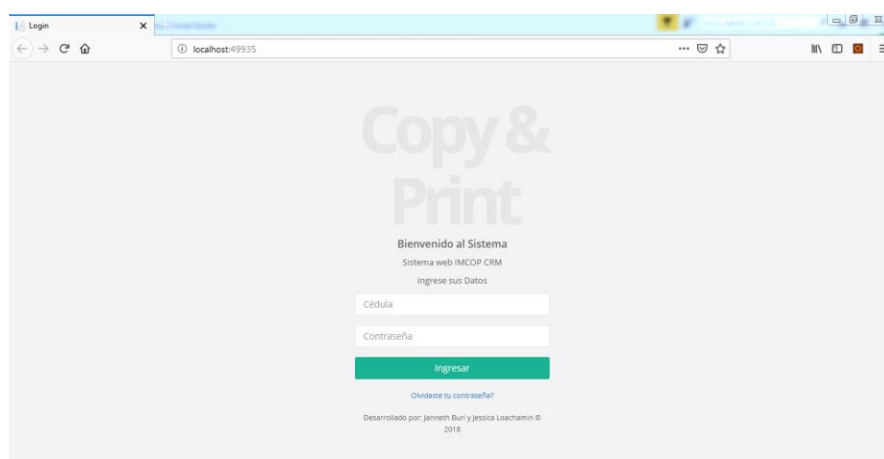 Login
localhost:49935
Copy &
Print
Bienvenido al Sistema
Sistema web IMCOP CRM
Ingrese sus Datos
Cédula
Contraseña
Ingresar
Olvidaste tu contraseña?
Desarrollado por: Janneth Buri y Jessica Loachamin ©
2018